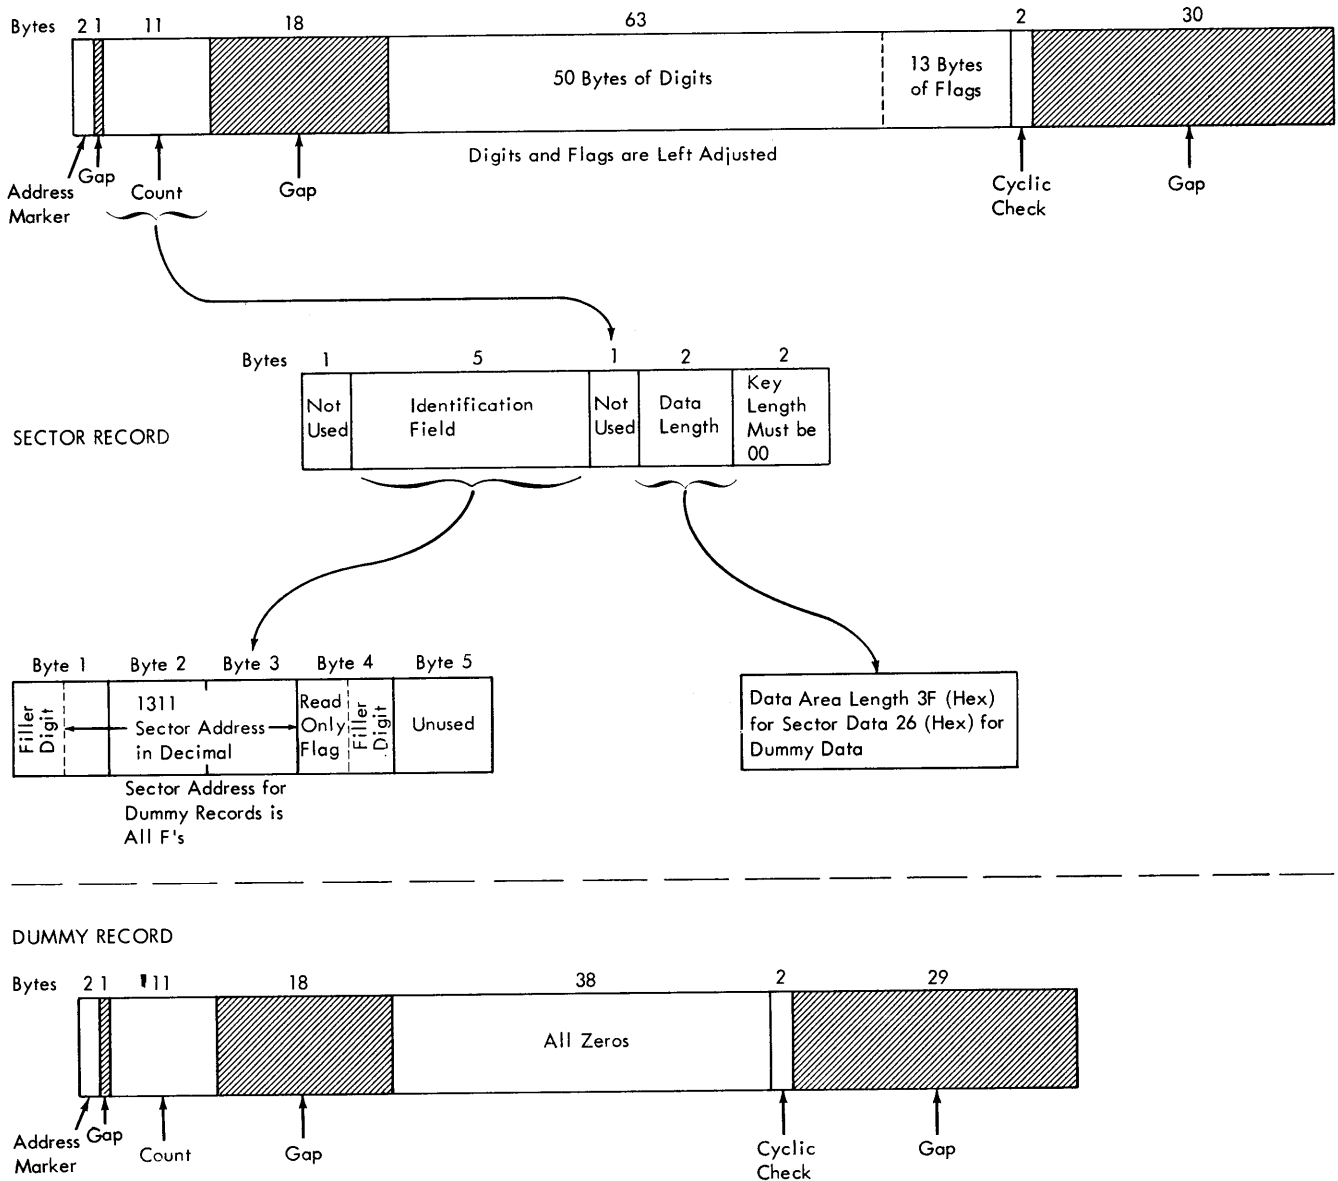 Bytes 2 1 11 18 63 2 30
50 Bytes of Digits
13 Bytes
of Flags
Digits and Flags are Left Adjusted
Address
Marker
Gap
Count
Gap
Cyclic
Check
Gap
Bytes 1 5 1 2 2
SECTOR RECORD
Not
Used
Identification
Field
Not
Used
Data
Length
Key
Length
Must be
00
Byte 1 Byte 2 Byte 3 Byte 4 Byte 5
Filler
Digit
1311
Sector Address
in Decimal
Read
Only
Flag
Filler
Digit
Unused
Sector Address for
Dummy Records is
All F's
Data Area Length 3F (Hex)
for Sector Data 26 (Hex) for
Dummy Data
DUMMY RECORD
Bytes 2 1 11 18 38 2 29
All Zeros
Address
Marker
Gap
Count
Gap
Cyclic
Check
Gap